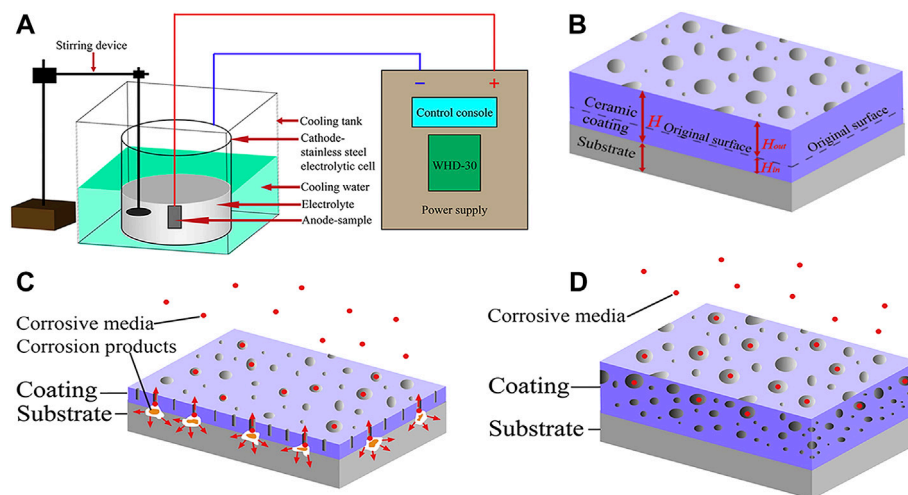 A
Stirring device
Cooling tank
Cathode-
stainless steel
electrolytic cell
Cooling water
Electrolyte
Anode-sample
− +
Control console
WHD-30
Power supply
B
Ceramic
coating
H
Original surface
Original surface
Hout
Hin
Substrate
C
Corrosive media
Corrosion products
Coating
Substrate
D
Corrosive media
Coating
Substrate